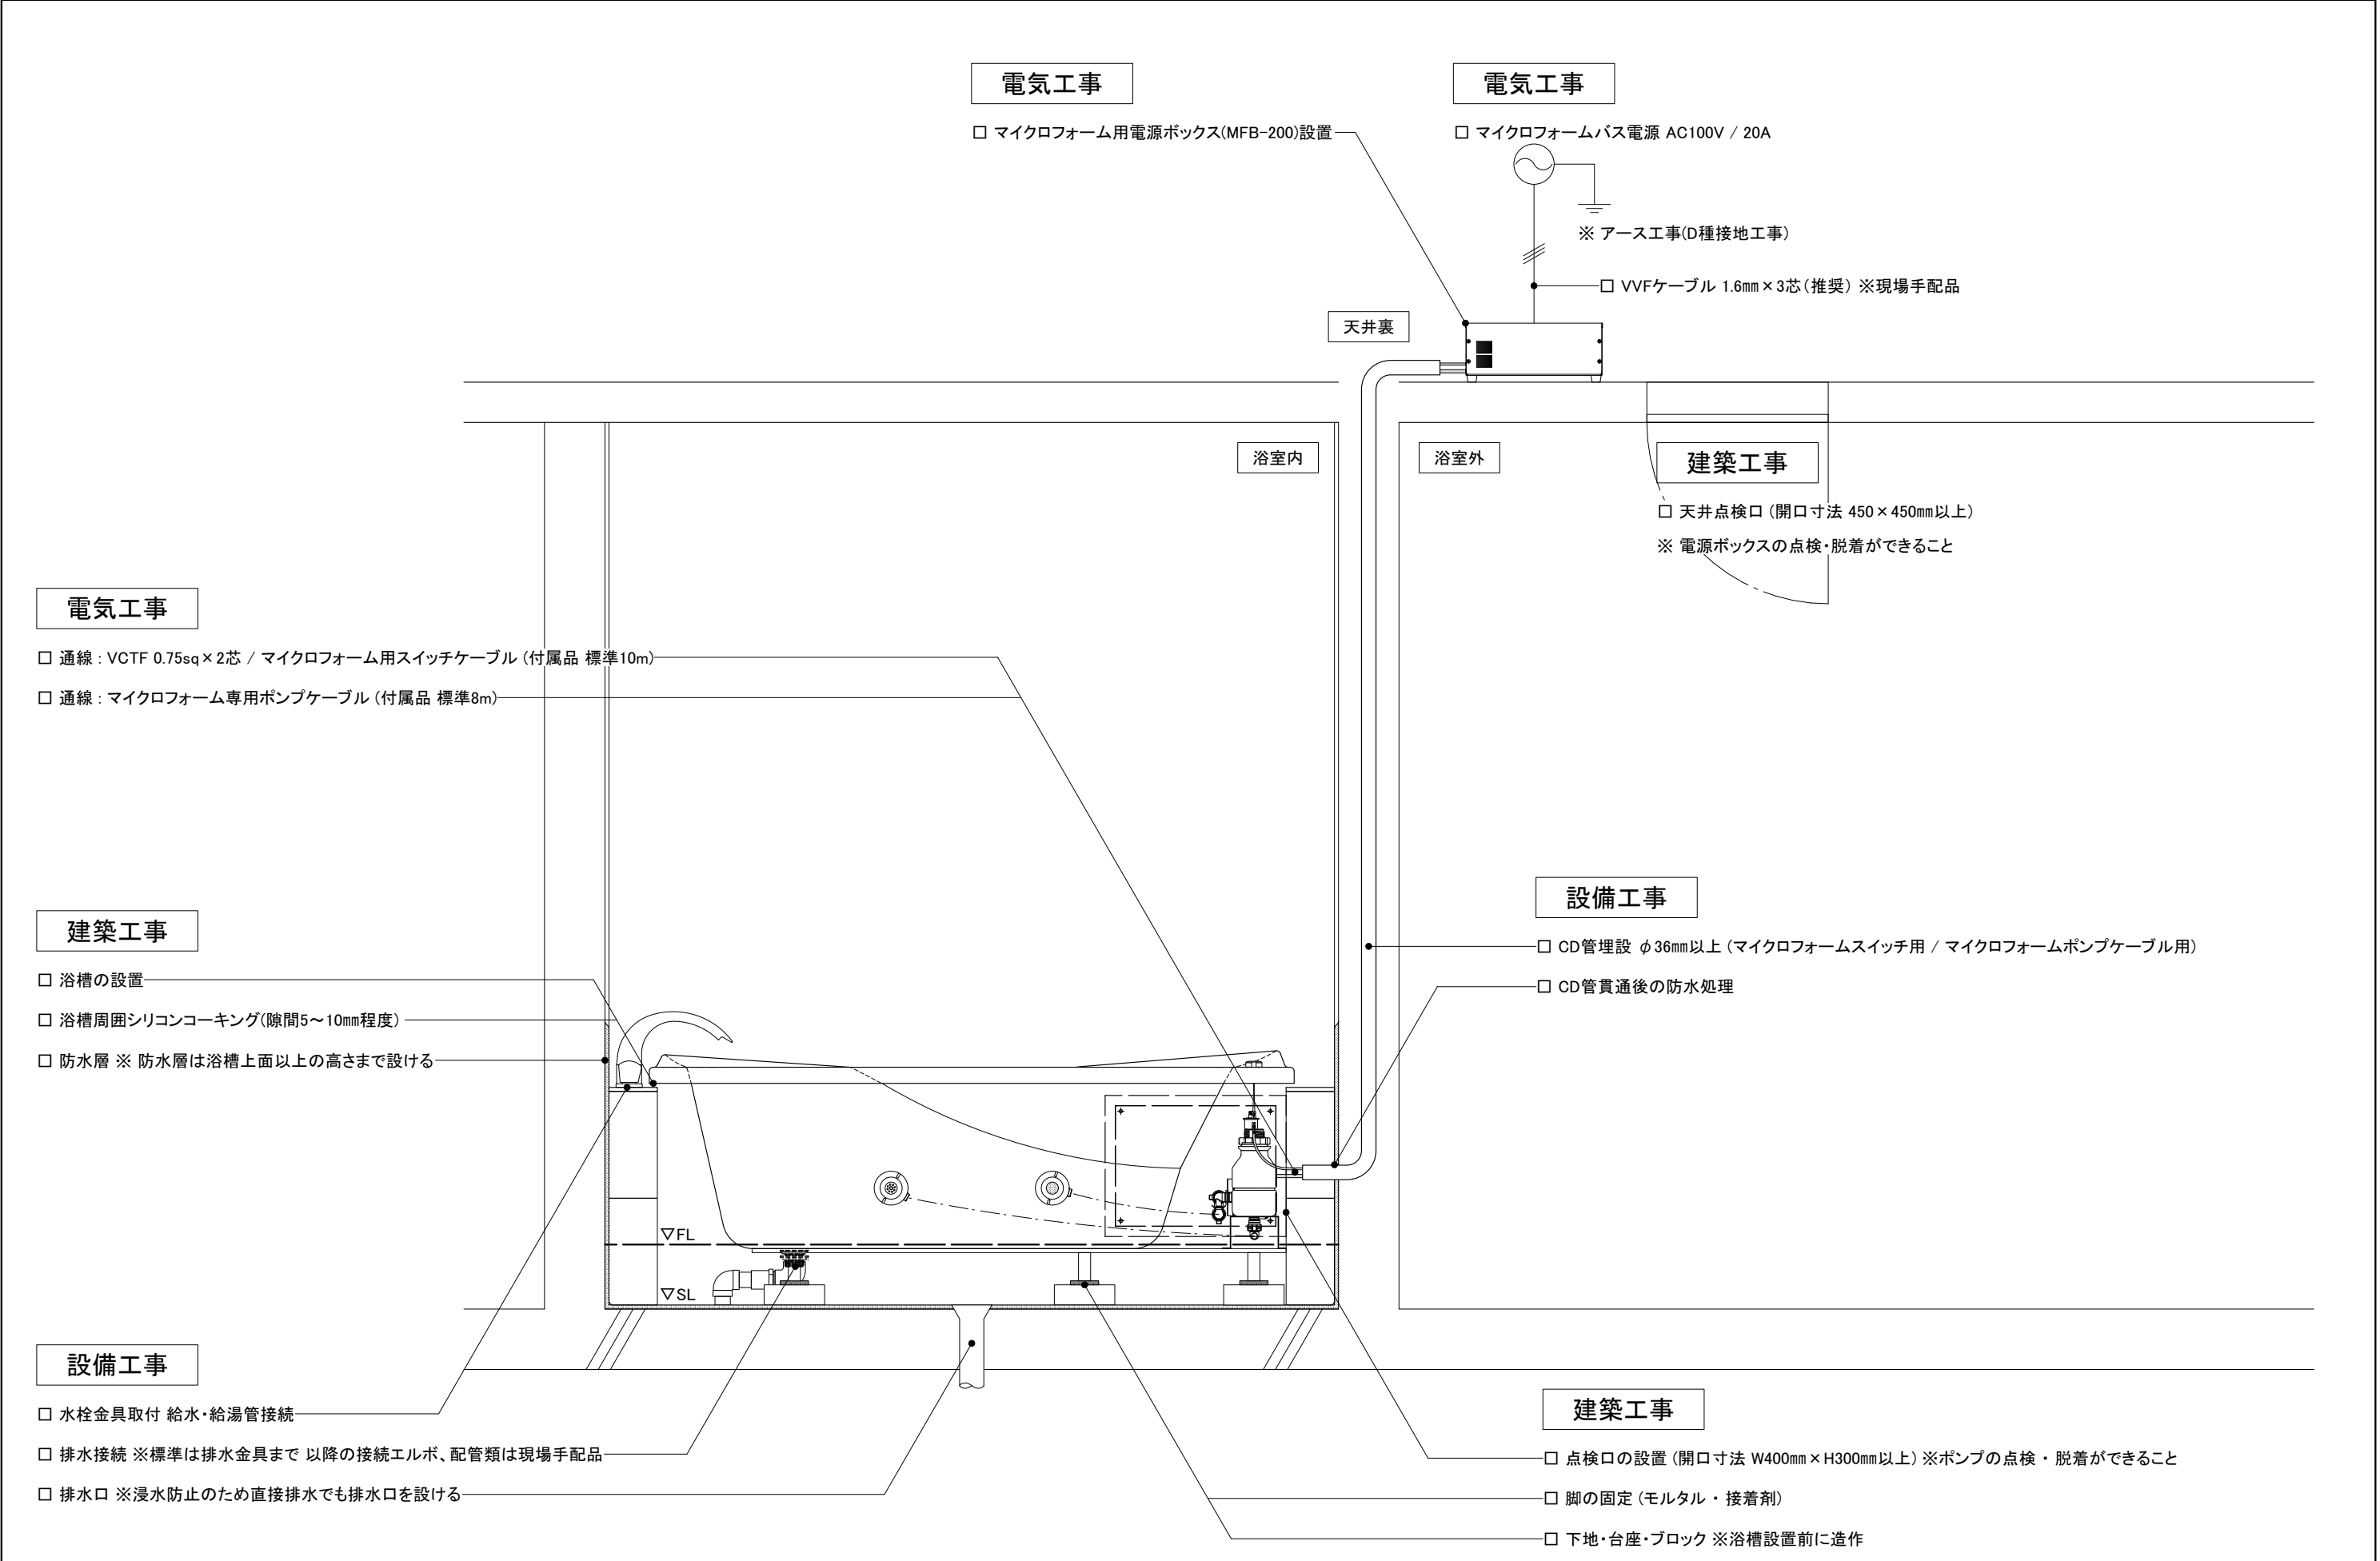 電気工事
□ マイクロフォーム用電源ボックス(MFB-200)設置
電気工事
□ マイクロフォームバス電源 AC100V / 20A
※ アース工事(D種接地工事)
□ VVFケーブル 1.6㎜×3芯(推奨) ※現場手配品
天井裏
浴室内
浴室外
建築工事
□ 天井点検口 (開口寸法 450×450㎜以上)
※ 電源ボックスの点検・脱着ができること
電気工事
□ 通線 : VCTF 0.75sq×2芯 / マイクロフォーム用スイッチケーブル (付属品 標準10m)
□ 通線 : マイクロフォーム専用ポンプケーブル (付属品 標準8m)
設備工事
□ CD管埋設 φ36㎜以上 (マイクロフォームスイッチ用 / マイクロフォームポンプケーブル用)
□ CD管貫通後の防水処理
建築工事
□ 浴槽の設置
□ 浴槽周囲シリコンコーキング(隙間5～10㎜程度)
□ 防水層 ※ 防水層は浴槽上面以上の高さまで設ける
▽FL
▽SL
設備工事
□ 水栓金具取付 給水・給湯管接続
□ 排水接続 ※標準は排水金具まで 以降の接続エルボ、配管類は現場手配品
□ 排水口 ※浸水防止のため直接排水でも排水口を設ける
建築工事
□ 点検口の設置 (開口寸法 W400㎜×H300㎜以上) ※ポンプの点検 ・ 脱着ができること
□ 脚の固定 (モルタル ・ 接着剤)
□ 下地・台座・ブロック ※浴槽設置前に造作